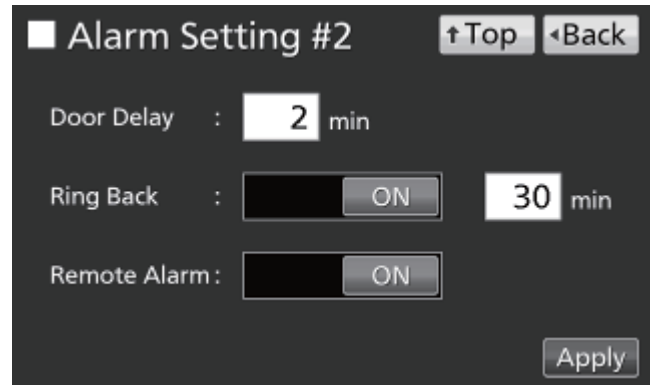 Alarm Setting #2 Top Back
Door Delay : 2 min
Ring Back : ON 30 min
Remote Alarm : ON
Apply